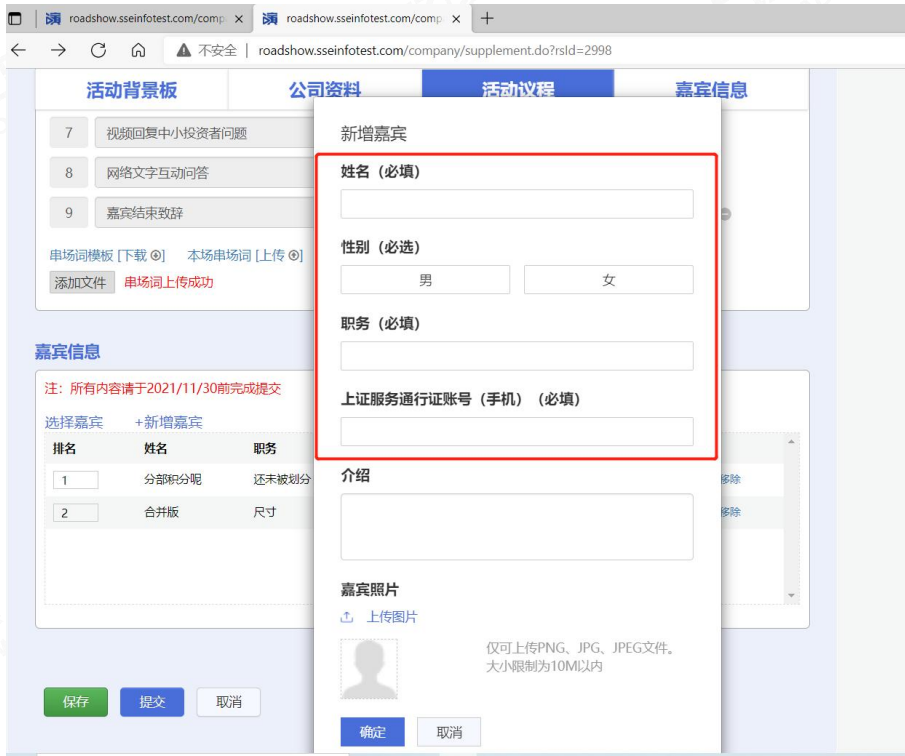 roadshow.sseinfotest.com/comp
roadshow.sseinfotest.com/comp
不安全 | roadshow.sseinfotest.com/company/supplement.do?rsId=2998
活动背景板 公司资料 活动议程 嘉宾信息
7 视频回复中小投资者问题
8 网络文字互动问答
9 嘉宾结束致辞
串场词模板 [下载] 本场串场词 [上传]
添加文件 串场词上传成功
嘉宾信息
注：所有内容请于2021/11/30前完成提交
选择嘉宾 +新增嘉宾
排名 姓名 职务
1 分部积分呢 还未被划分 移除
2 合并版 尺寸 移除
保存 提交 取消
新增嘉宾
姓名（必填）
性别（必选）
男 女
职务（必填）
上证服务通行证账号（手机）（必填）
介绍
嘉宾照片
上传图片
仅可上传PNG、JPG、JPEG文件。
大小限制为10M以内
确定 取消